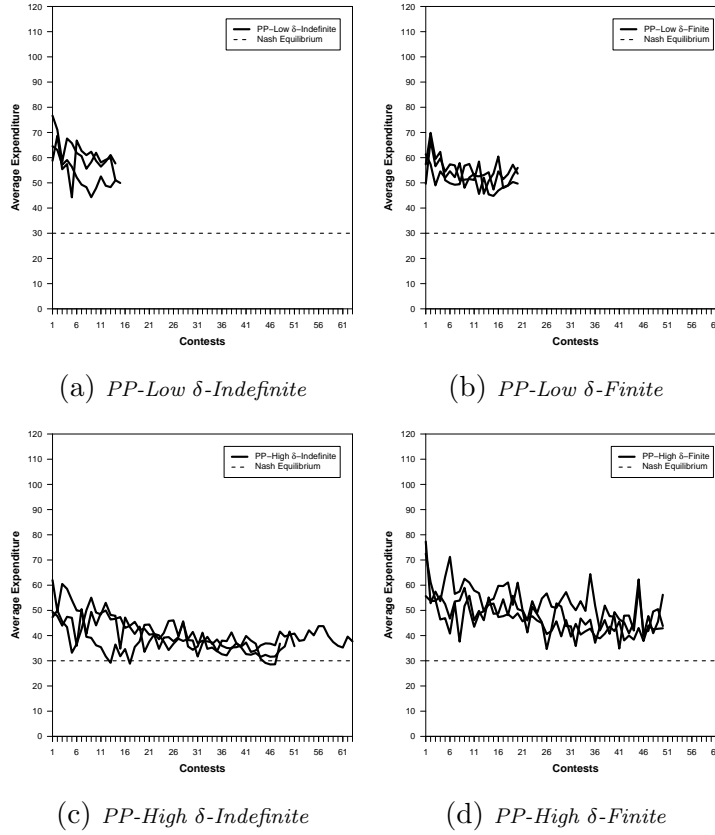 PP-Low δ-Indefinite
Nash Equilibrium
Average Expenditure
0 10 20 30 40 50 60 70 80 90 100 110 120
1 6 11 16 21 26 31 36 41 46 51 56 61
Contests
(a) PP-Low δ-Indefinite
PP-Low δ-Finite
Nash Equilibrium
Average Expenditure
0 10 20 30 40 50 60 70 80 90 100 110 120
1 6 11 16 21 26 31 36 41 46 51 56 61
Contests
(b) PP-Low δ-Finite
PP-High δ-Indefinite
Nash Equilibrium
Average Expenditure
0 10 20 30 40 50 60 70 80 90 100 110 120
1 6 11 16 21 26 31 36 41 46 51 56 61
Contests
(c) PP-High δ-Indefinite
PP-High δ-Finite
Nash Equilibrium
Average Expenditure
0 10 20 30 40 50 60 70 80 90 100 110 120
1 6 11 16 21 26 31 36 41 46 51 56 61
Contests
(d) PP-High δ-Finite